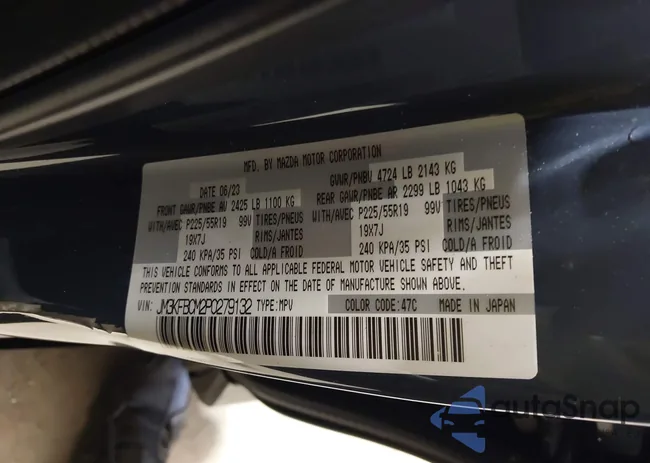 MFD. BY MAZDA MOTOR CORPORATION
DATE 06/23 GVWR/PNBV 4724 LB 2143 KG
FRONT GAWR/PNBE AV 2425 LB 1100 KG REAR GAWR/PNBE AR 2299 LB 1043 KG
WITH/AVEC P225/55R19 99V TIRES/PNEUS WITH/AVEC P225/55R19 99V TIRES/PNEUS
19X7J RIMS/JANTES 19X7J RIMS/JANTES
240 KPA/35 PSI COLD/A FROID 240 KPA/35 PSI COLD/A FROID
THIS VEHICLE CONFORMS TO ALL APPLICABLE FEDERAL MOTOR VEHICLE SAFETY AND THEFT
PREVENTION STANDARDS IN EFFECT ON THE DATE OF MANUFACTURE SHOWN ABOVE.
VIN: JM3KFBCM2P0279132 TYPE:MPV COLOR CODE:47C MADE IN JAPAN
autoSnap